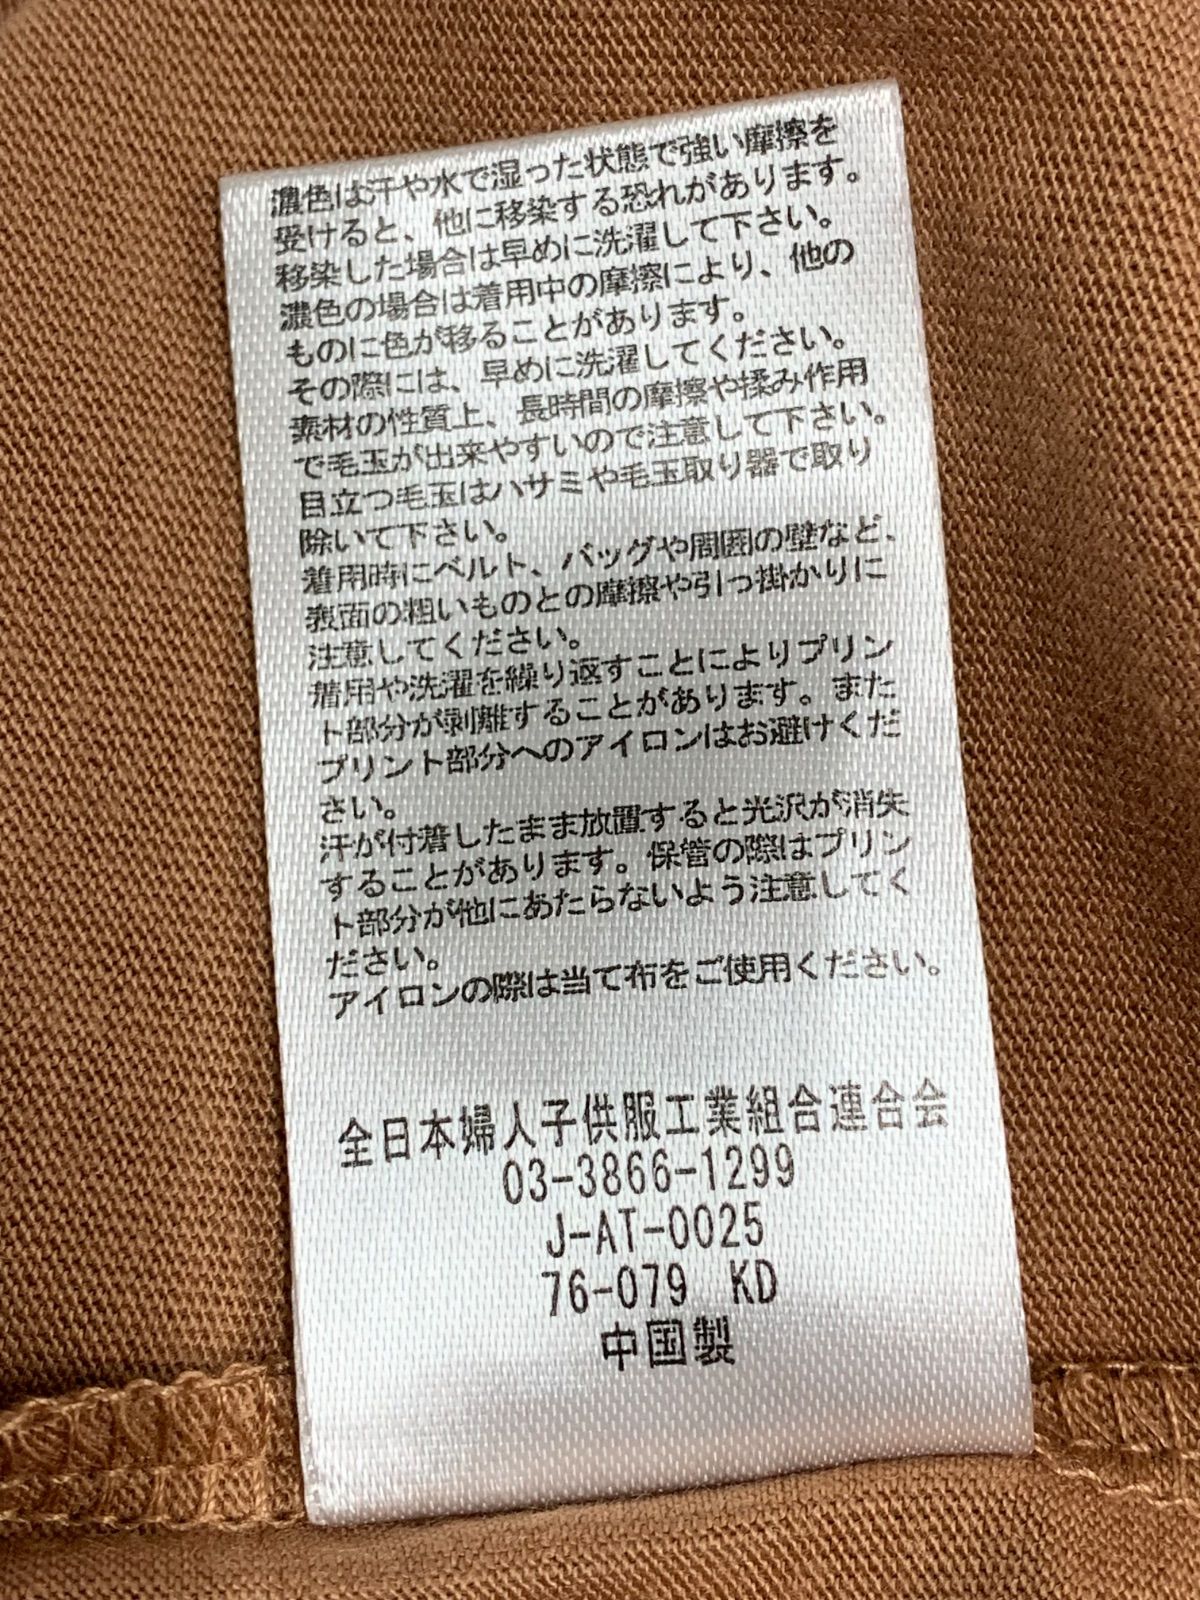 濃色は汗や水で湿った状態で強い摩擦を
受けると、他に移染する恐れがあります。
移染した場合は早めに洗濯して下さい。
濃色の場合は着用中の摩擦により、他の
ものに色が移ることがあります。
その際には、早めに洗濯してください。
素材の性質上、長時間の摩擦や揉み作用
で毛玉が出来やすいので注意して下さい。
目立つ毛玉はハサミや毛玉取り器で取り
除いて下さい。
着用時にベルト、バッグや周囲の壁など、
表面の粗いものとの摩擦や引っ掛かりに
注意してください。
着用や洗濯を繰り返すことによりプリン
ト部分が剥離することがあります。また
プリント部分へのアイロンはお避けくだ
さい。
汗が付着したまま放置すると光沢が消失
することがあります。保管の際はプリン
ト部分が他にあたらないよう注意してく
ださい。
アイロンの際は当て布をご使用ください。
全日本婦人子供服工業組合連合会
03-3866-1299
J-AT-0025
76-079 KD
中国製